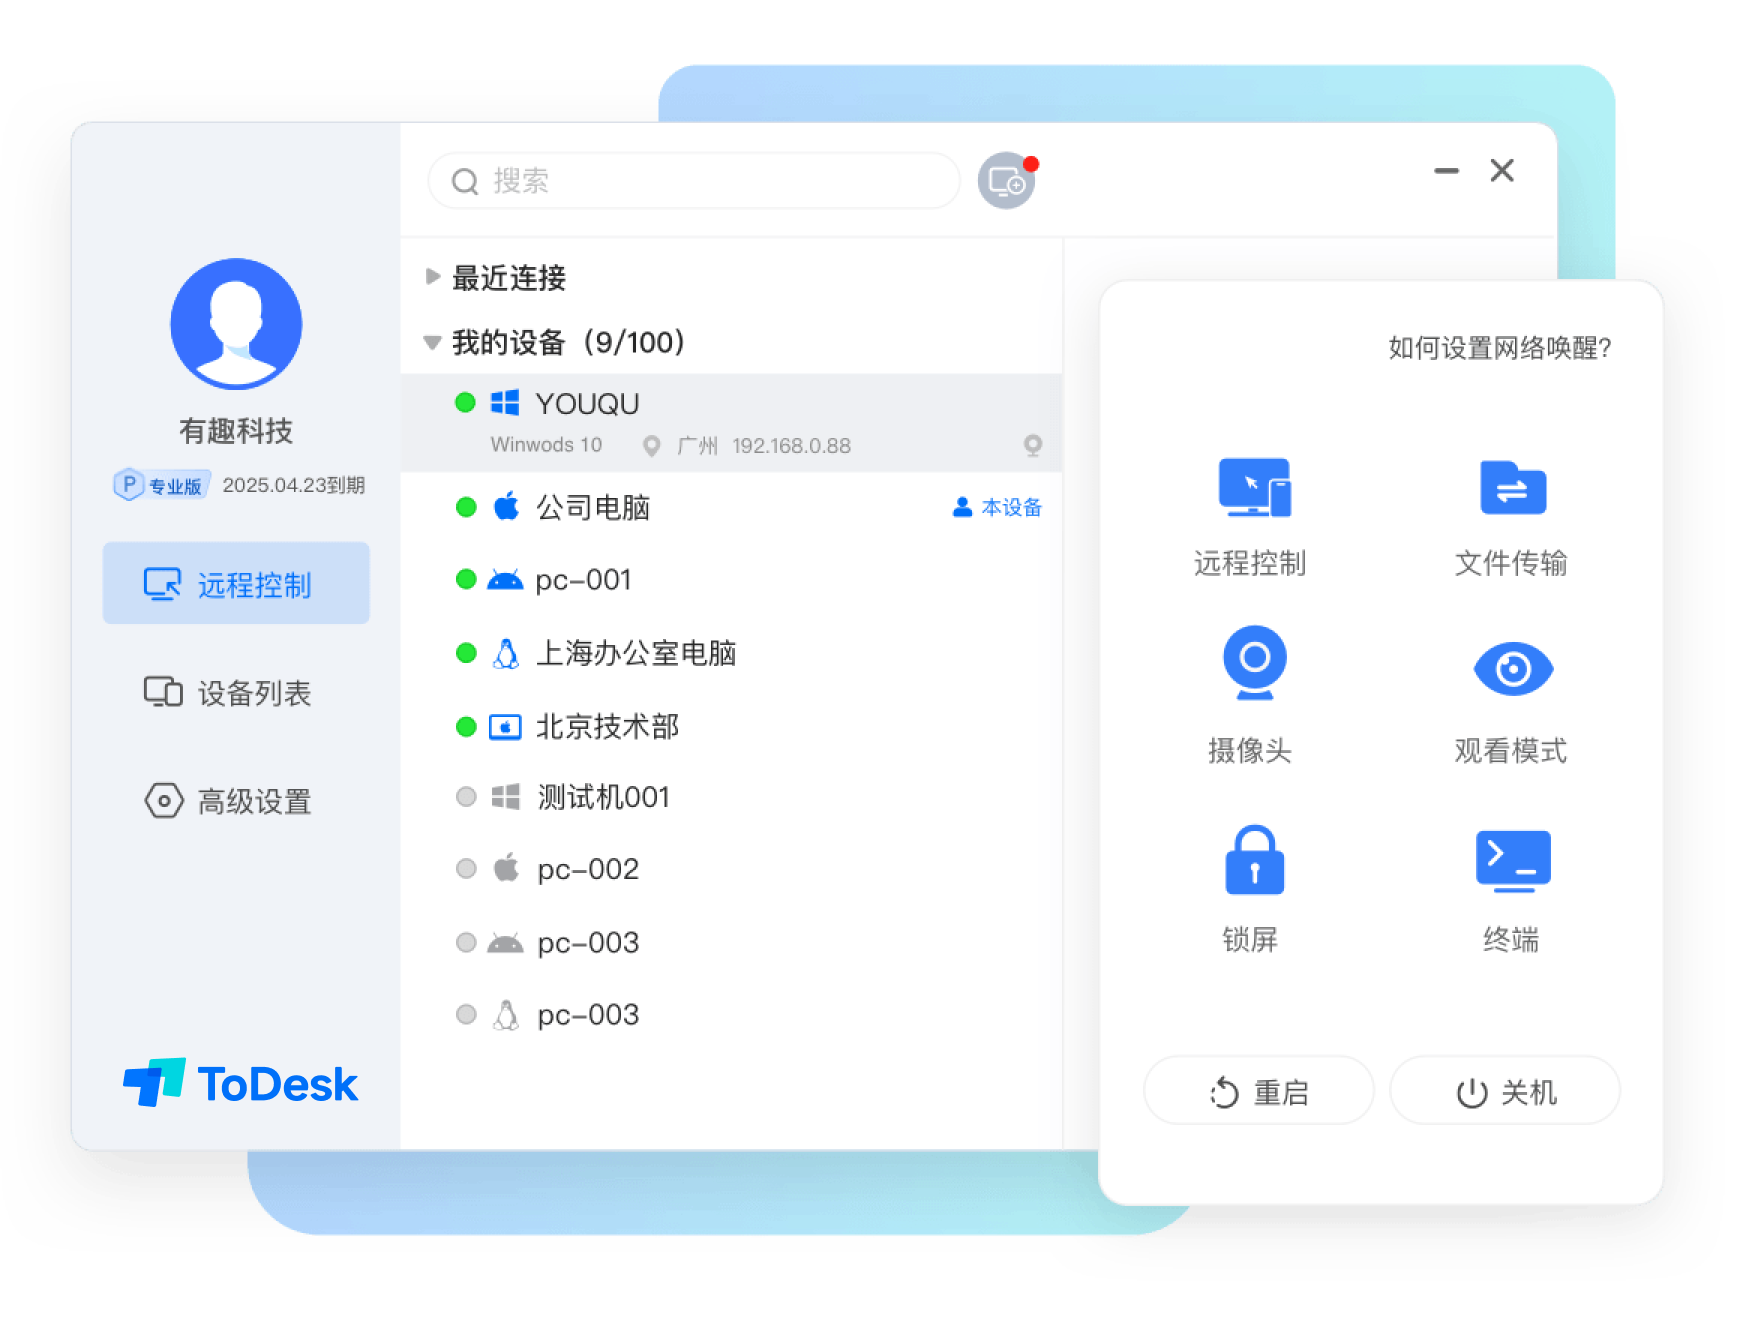 搜索
有趣科技
P 专业版 2025.04.23到期
远程控制
设备列表
高级设置
ToDesk
最近连接
我的设备（9/100）
YOUQU
Winwods 10 广州 192.168.0.88
公司电脑 本设备
pc-001
上海办公室电脑
北京技术部
测试机001
pc-002
pc-003
pc-003
如何设置网络唤醒?
远程控制 文件传输
摄像头 观看模式
锁屏 终端
重启 关机